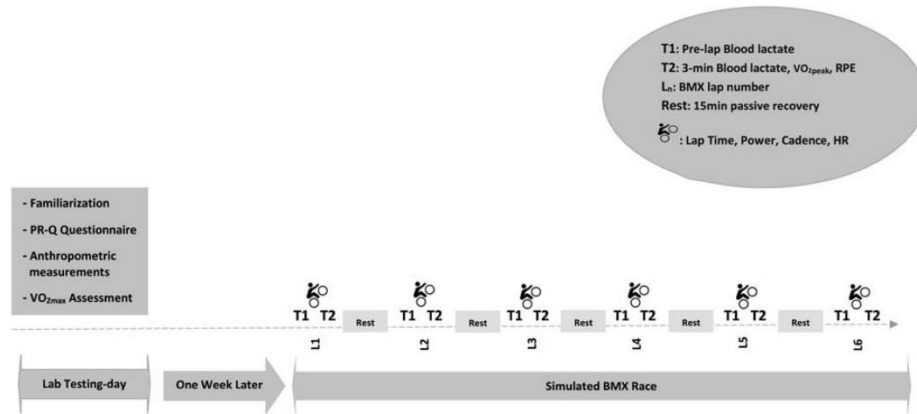 T1: Pre-lap Blood lactate
T2: 3-min Blood lactate, VO2peak, RPE
Ln: BMX lap number
Rest: 15min passive recovery
: Lap Time, Power, Cadence, HR
- Familiarization
- PR-Q Questionnaire
- Anthropometric
measurements
- VO2max Assessment
T1 T2 Rest T1 T2 Rest T1 T2 Rest T1 T2 Rest T1 T2 Rest T1 T2
L1 L2 L3 L4 L5 L6
Lab Testing-day One Week Later Simulated BMX Race